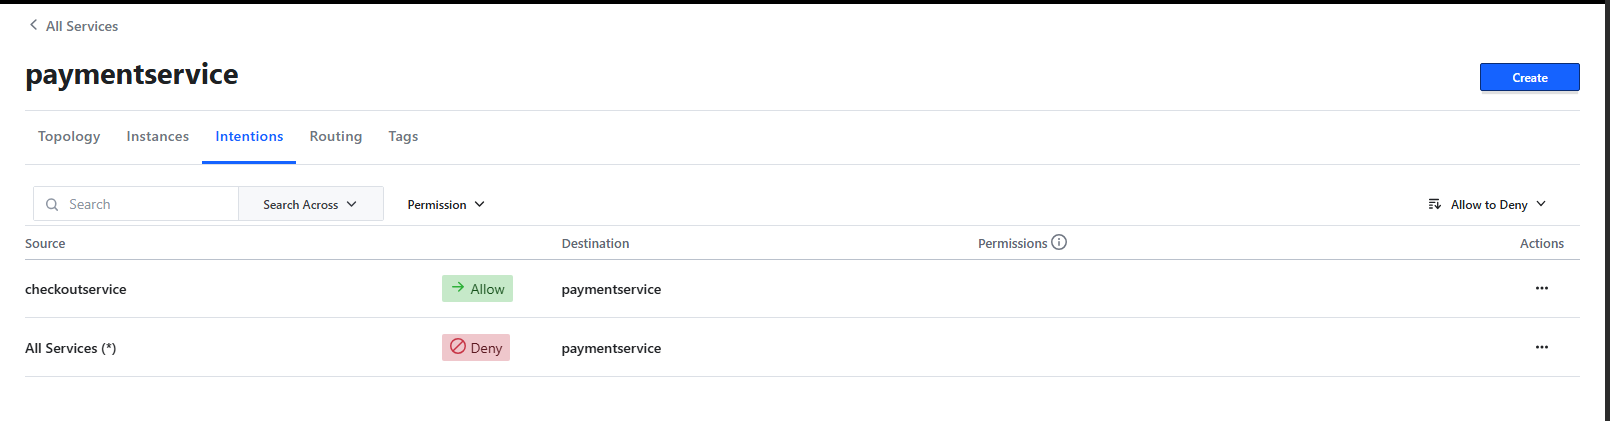 All Services
paymentservice
Create
Topology Instances Intentions Routing Tags
Search Search Across Permission Allow to Deny
Source Destination Permissions Actions
checkoutservice Allow paymentservice
All Services (*) Deny paymentservice